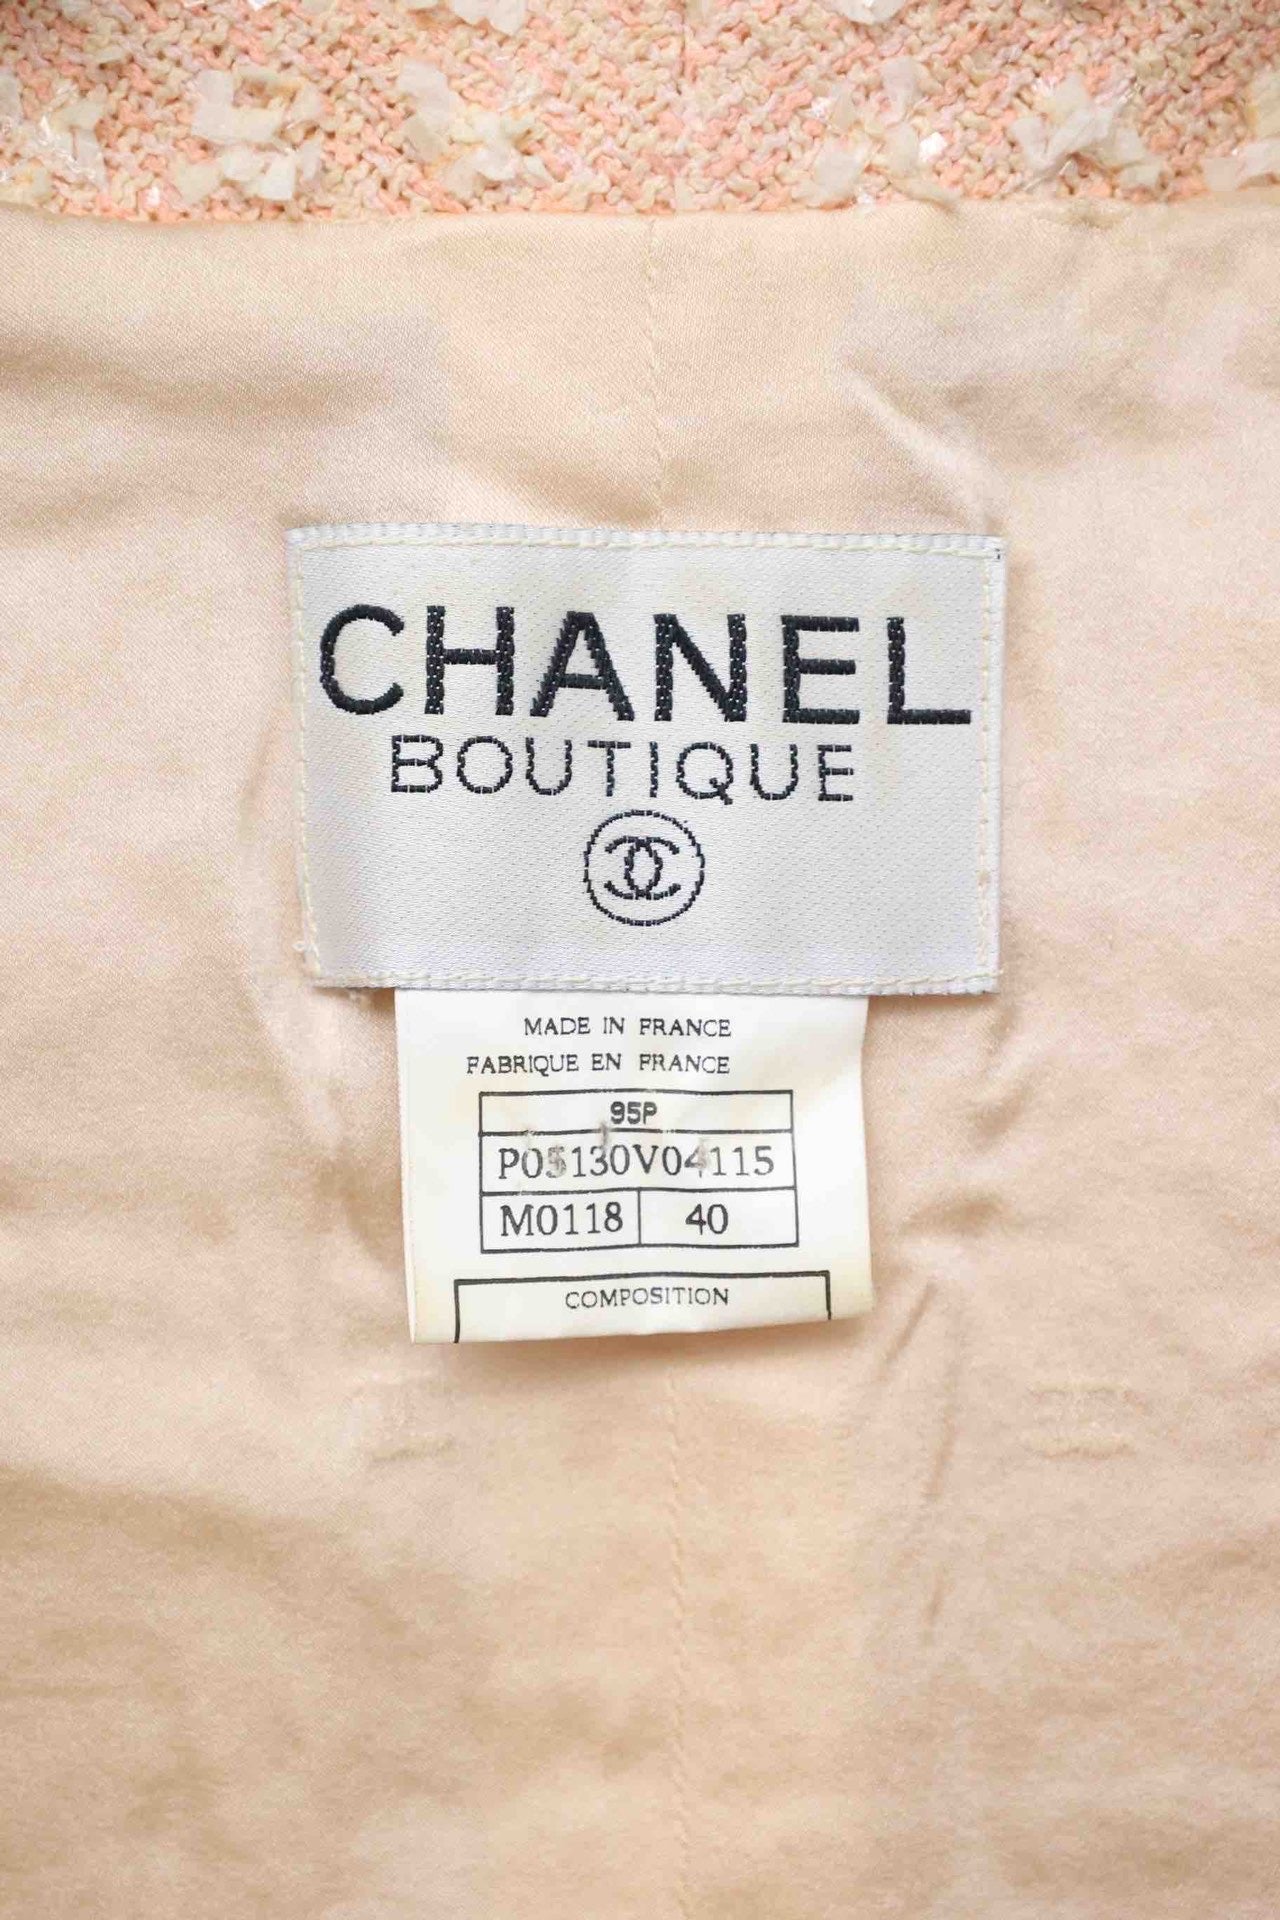 CHANEL
BOUTIQUE
MADE IN FRANCE
FABRIQUE EN FRANCE
95P
P05130V04115
M0118 40
COMPOSITION